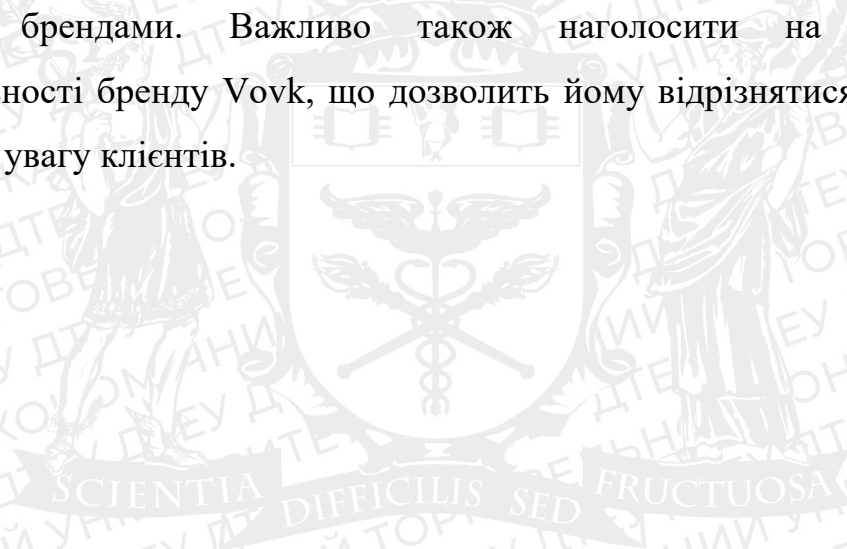 брендами. Важливо також наголосити на
ності бренду Vovk, що дозволить йому відрізнятися
увагу клієнтів.
SCIENTIA DIFFICILIS SED FRUCTUOSA